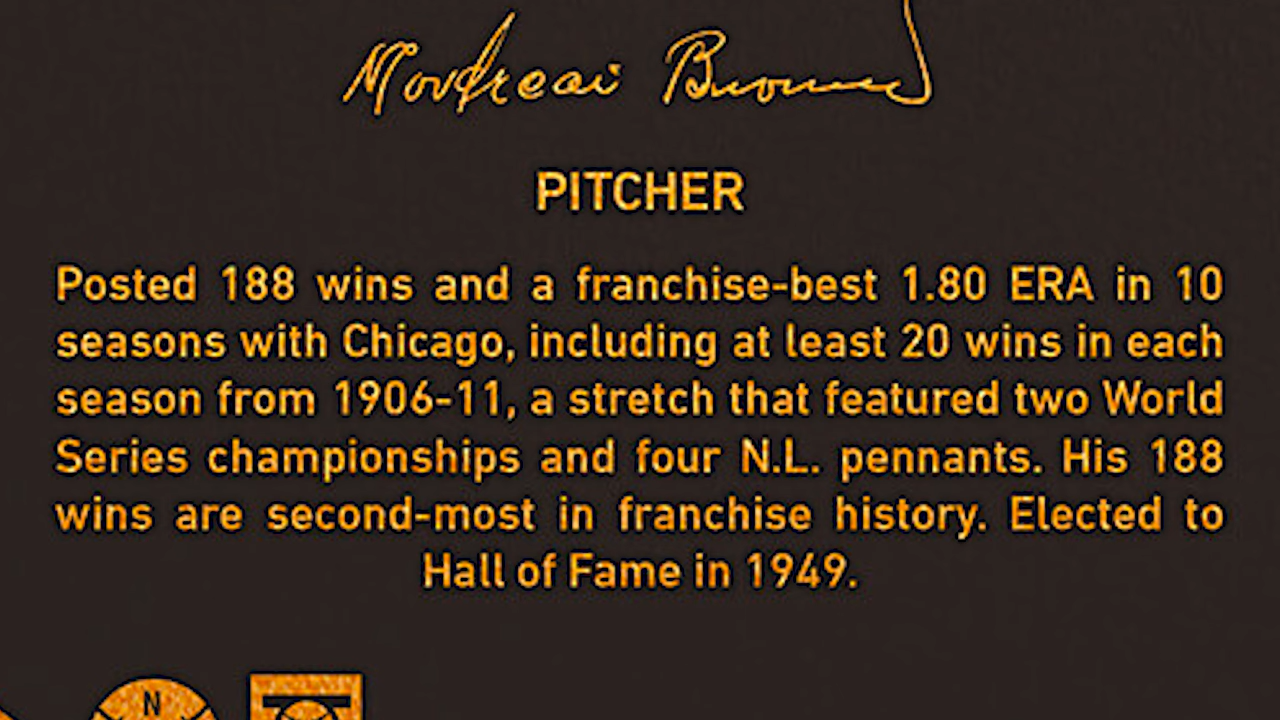 PITCHER
Posted 188 wins and a franchise-best 1.80 ERA in 10
seasons with Chicago, including at least 20 wins in each
season from 1906-11, a stretch that featured two World
Series championships and four N.L. pennants. His 188
wins are second-most in franchise history. Elected to
Hall of Fame in 1949.
N